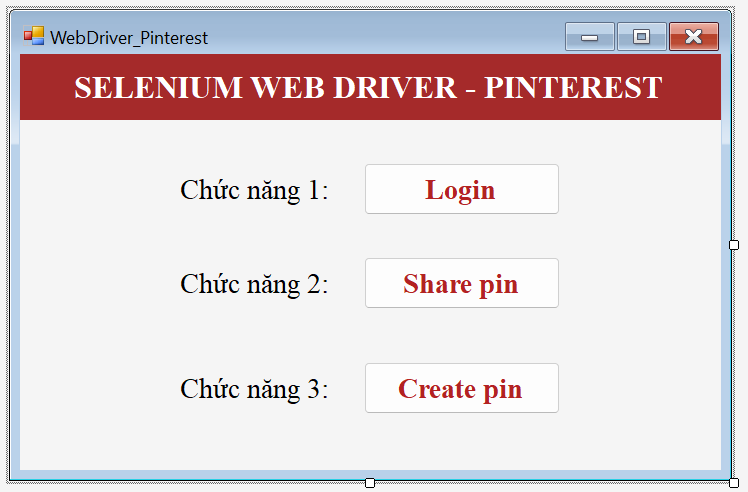 WebDriver_Pinterest
SELENIUM WEB DRIVER - PINTEREST
Chức năng 1: Login
Chức năng 2: Share pin
Chức năng 3: Create pin